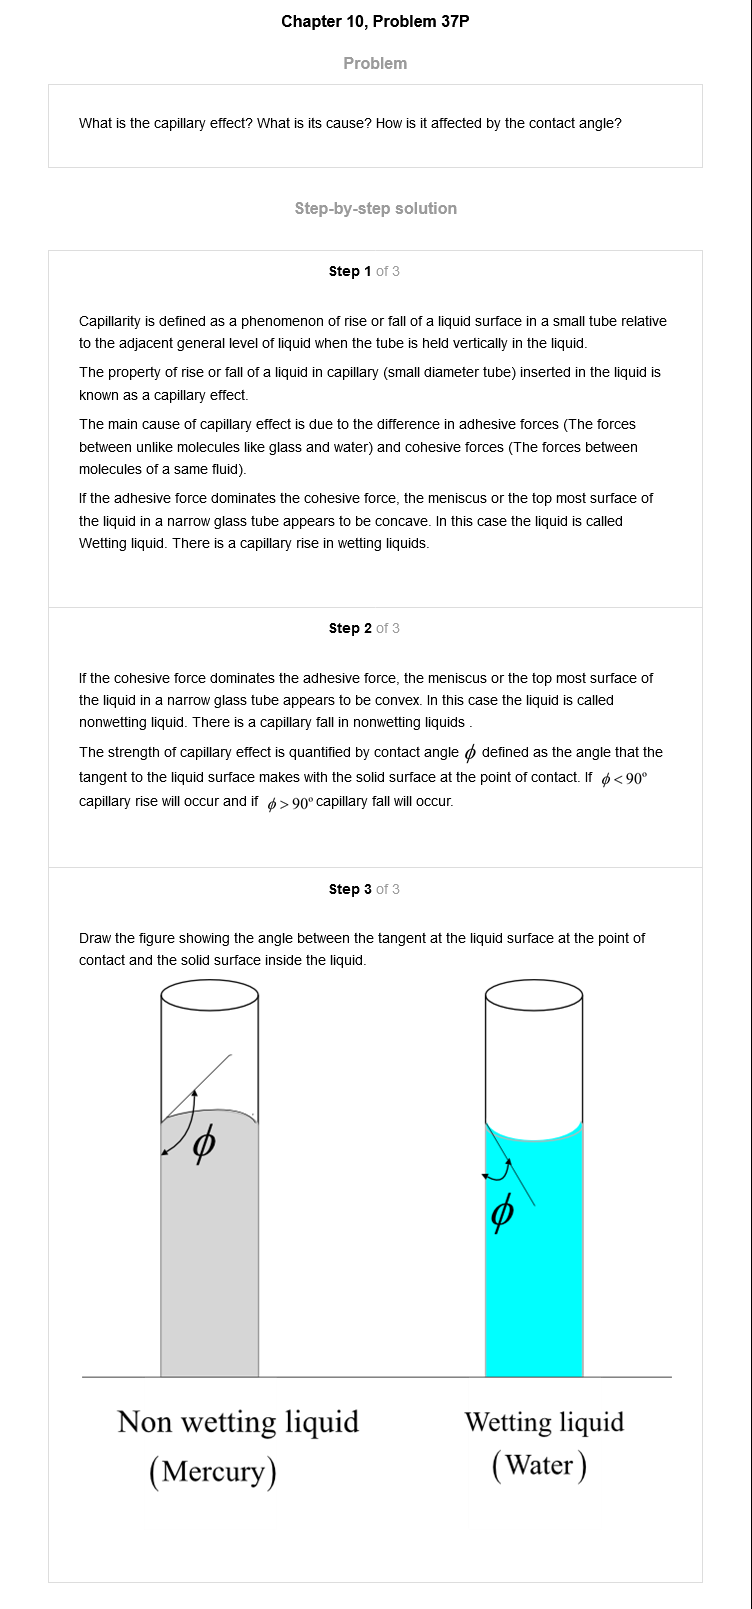 Chapter 10, Problem 37P
Problem
What is the capillary effect? What is its cause? How is it affected by the contact angle?
Step-by-step solution
Step 1 of 3
Capillarity is defined as a phenomenon of rise or fall of a liquid surface in a small tube relative
to the adjacent general level of liquid when the tube is held vertically in the liquid.
The property of rise or fall of a liquid in capillary (small diameter tube) inserted in the liquid is
known as a capillary effect.
The main cause of capillary effect is due to the difference in adhesive forces (The forces
between unlike molecules like glass and water) and cohesive forces (The forces between
molecules of a same fluid).
If the adhesive force dominates the cohesive force, the meniscus or the top most surface of
the liquid in a narrow glass tube appears to be concave. In this case the liquid is called
Wetting liquid. There is a capillary rise in wetting liquids.
Step 2 of 3
If the cohesive force dominates the adhesive force, the meniscus or the top most surface of
the liquid in a narrow glass tube appears to be convex. In this case the liquid is called
nonwetting liquid. There is a capillary fall in nonwetting liquids .
The strength of capillary effect is quantified by contact angle ϕ defined as the angle that the
tangent to the liquid surface makes with the solid surface at the point of contact. If ϕ < 90°
capillary rise will occur and if ϕ > 90° capillary fall will occur.
Step 3 of 3
Draw the figure showing the angle between the tangent at the liquid surface at the point of
contact and the solid surface inside the liquid.
ϕ
ϕ
Non wetting liquid
(Mercury)
Wetting liquid
(Water)